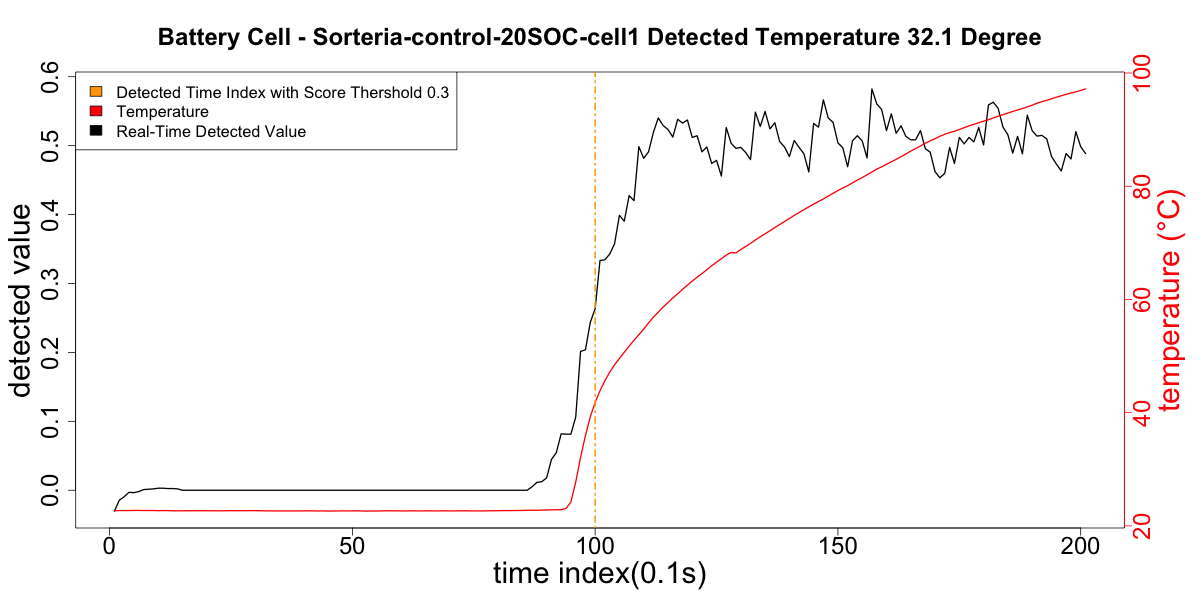 Battery Cell - Sorteria-control-20SOC-cell1 Detected Temperature 32.1 Degree
Detected Time Index with Score Thershold 0.3
Temperature
Real-Time Detected Value
detected value
0.6
0.5
0.4
0.3
0.2
0.1
0.0
100
80
60
40
20
temperature (°C)
0 50 100 150 200
time index(0.1s)